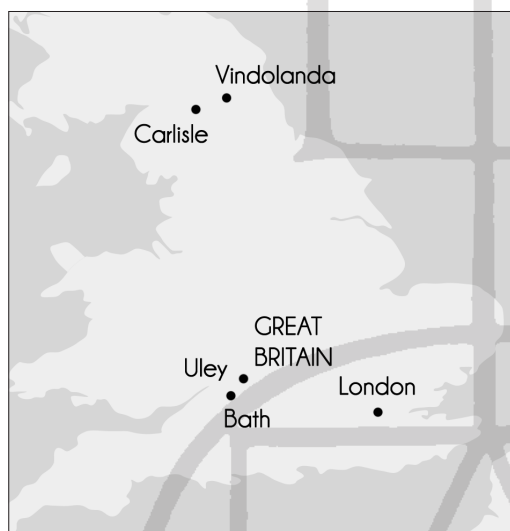 Vindolanda
Carlisle
GREAT
BRITAIN
Uley
London
Bath